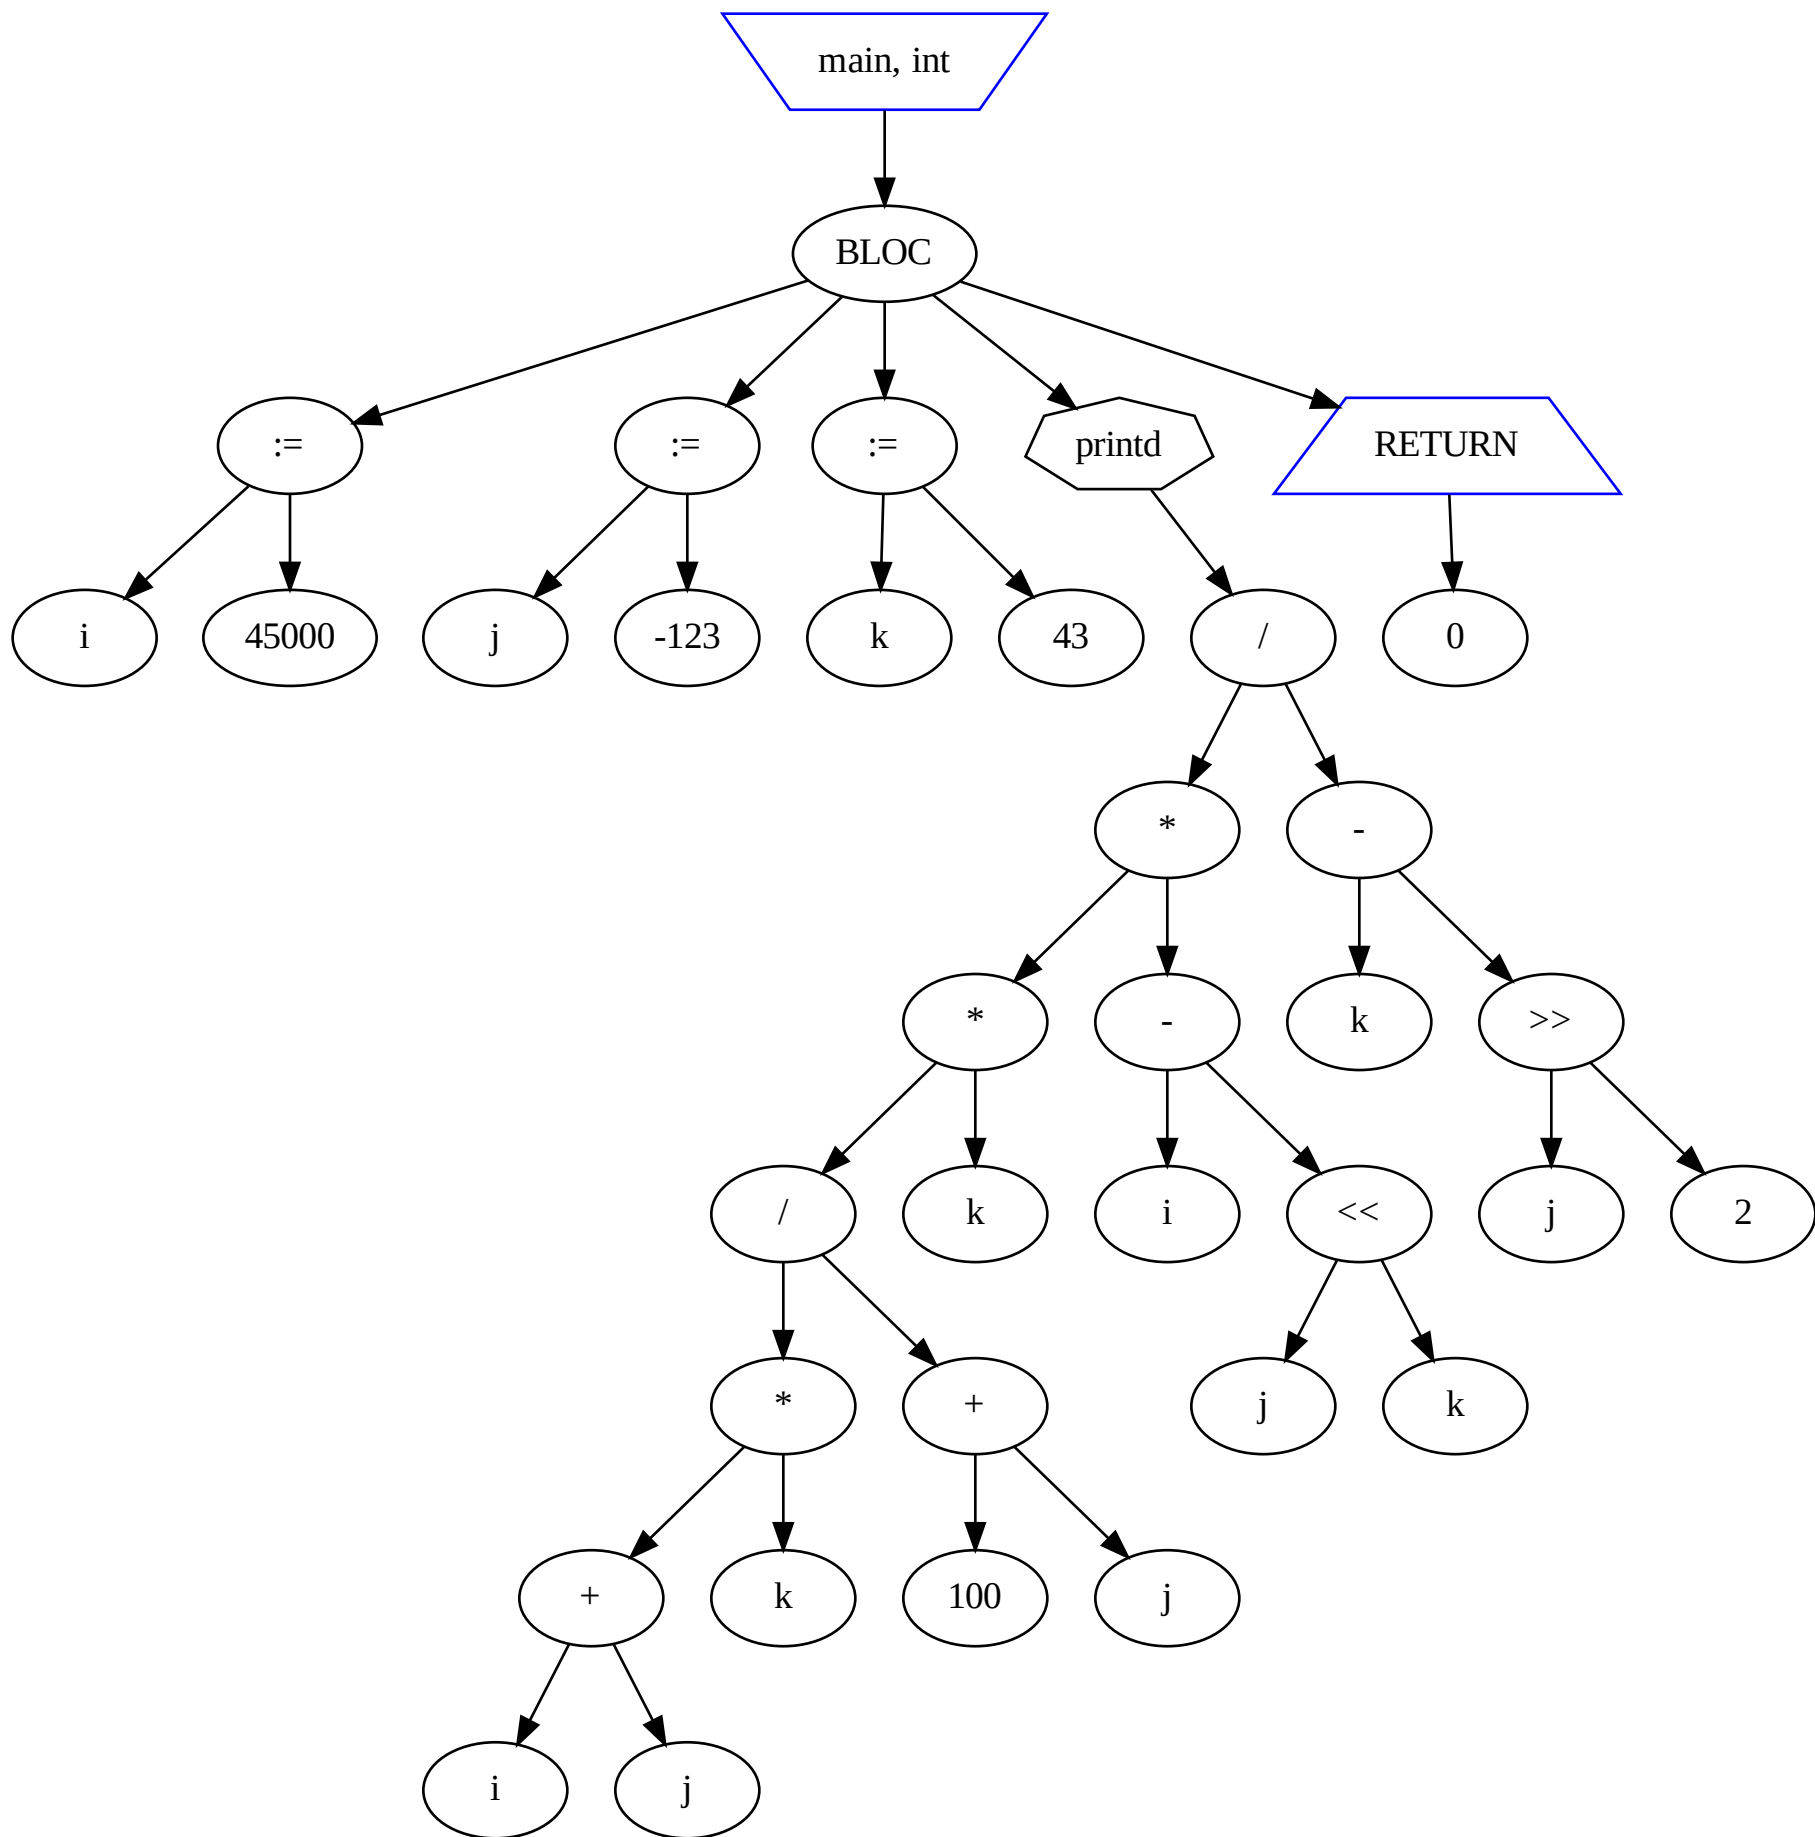 main, int
BLOC
:=
:=
:=
printd
RETURN
i
45000
j
-123
k
43
/
0
*
-
*
-
k
>>
/
k
i
<<
j
2
*
+
j
k
+
k
100
j
i
j